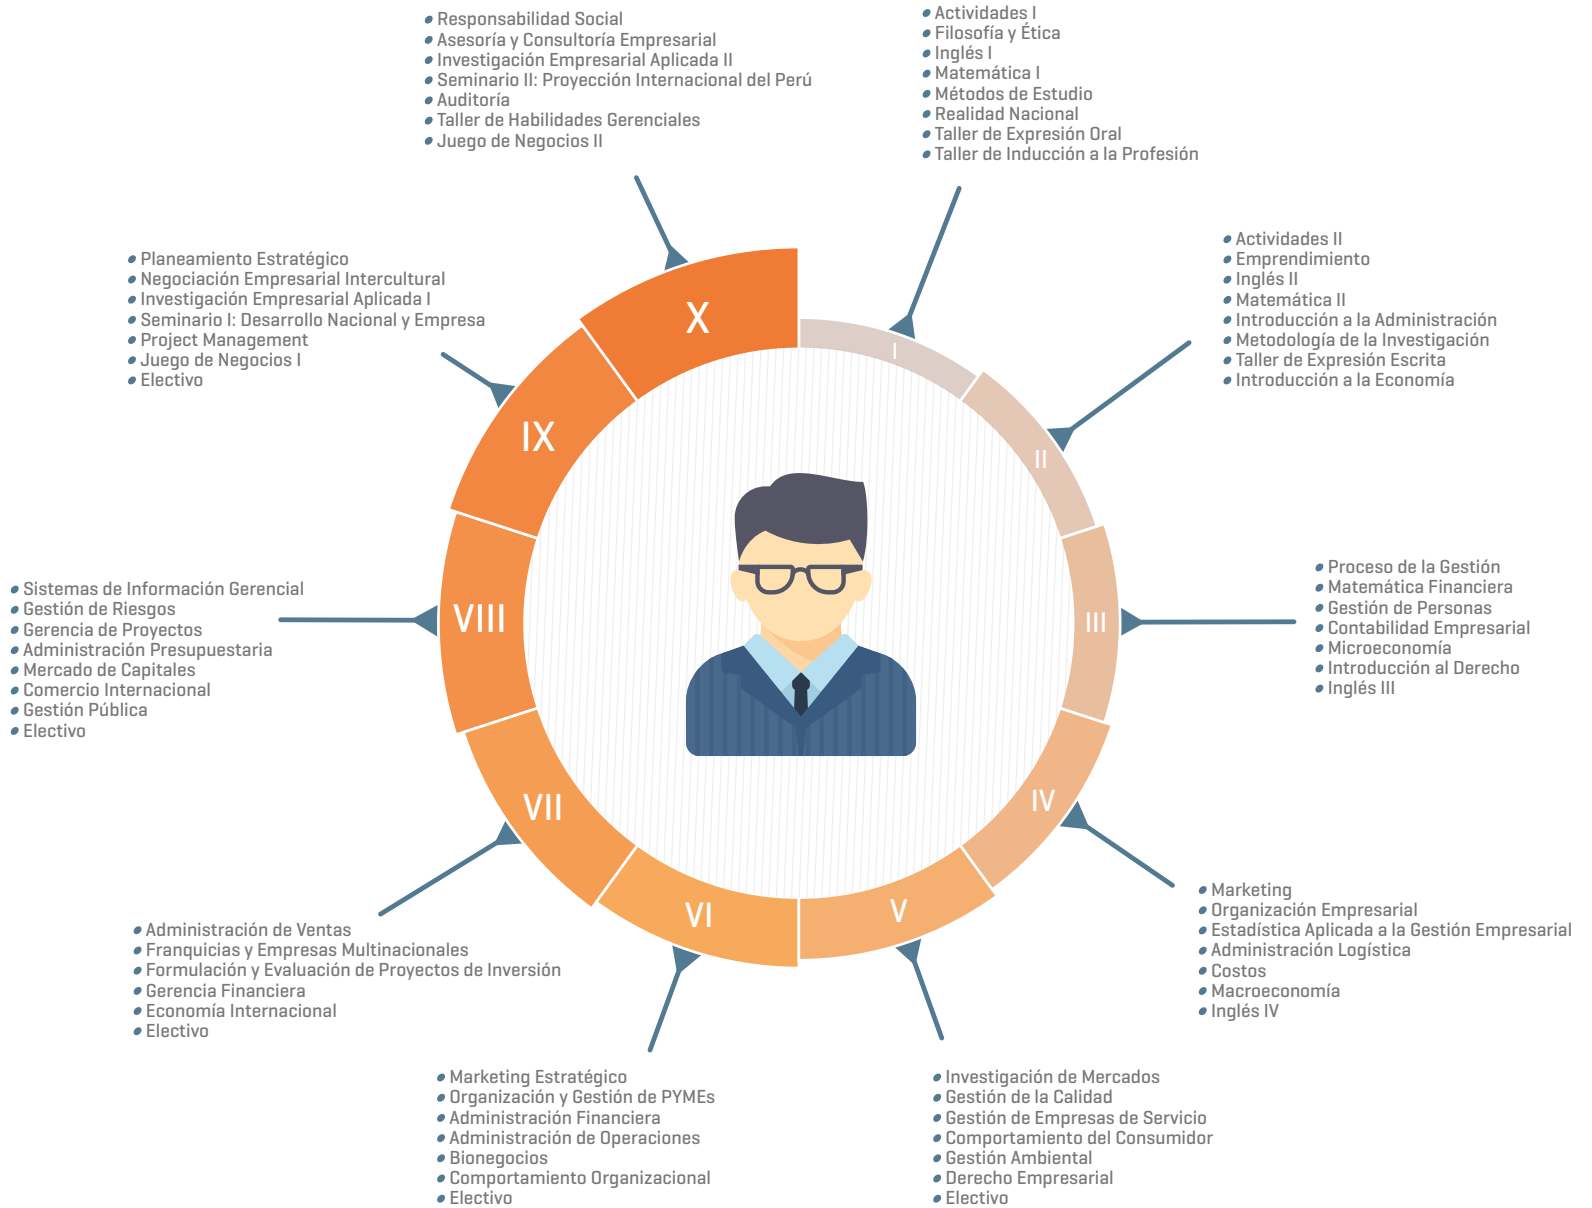 Responsabilidad Social
Asesoría y Consultoría Empresarial
Investigación Empresarial Aplicada II
Seminario II: Proyección Internacional del Perú
Auditoría
Taller de Habilidades Gerenciales
Juego de Negocios II
Actividades I
Filosofía y Ética
Inglés I
Matemática I
Métodos de Estudio
Realidad Nacional
Taller de Expresión Oral
Taller de Inducción a la Profesión
Actividades II
Emprendimiento
Inglés II
Matemática II
Introducción a la Administración
Metodología de la Investigación
Taller de Expresión Escrita
Introducción a la Economía
Planeamiento Estratégico
Negociación Empresarial Intercultural
Investigación Empresarial Aplicada I
Seminario I: Desarrollo Nacional y Empresa
Project Management
Juego de Negocios I
Electivo
X
I
IX
II
VIII
III
VII
IV
VI
V
Sistemas de Información Gerencial
Gestión de Riesgos
Gerencia de Proyectos
Administración Presupuestaria
Mercado de Capitales
Comercio Internacional
Gestión Pública
Electivo
Proceso de la Gestión
Matemática Financiera
Gestión de Personas
Contabilidad Empresarial
Microeconomía
Introducción al Derecho
Inglés III
Administración de Ventas
Franquicias y Empresas Multinacionales
Formulación y Evaluación de Proyectos de Inversión
Gerencia Financiera
Economía Internacional
Electivo
Marketing
Organización Empresarial
Estadística Aplicada a la Gestión Empresarial
Administración Logística
Costos
Macroeconomía
Inglés IV
Marketing Estratégico
Organización y Gestión de PYMEs
Administración Financiera
Administración de Operaciones
Bionegocios
Comportamiento Organizacional
Electivo
Investigación de Mercados
Gestión de la Calidad
Gestión de Empresas de Servicio
Comportamiento del Consumidor
Gestión Ambiental
Derecho Empresarial
Electivo